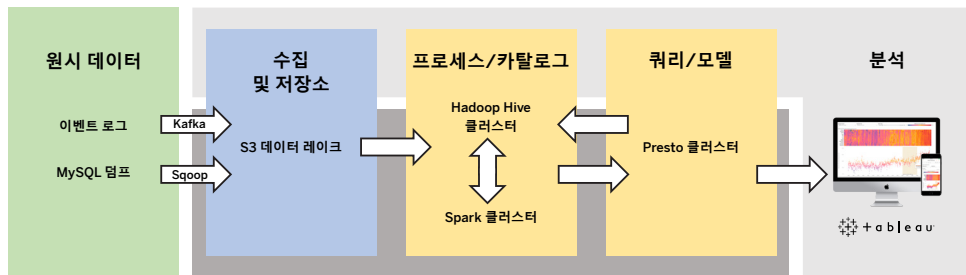 원시 데이터
이벤트 로그
Kafka
MySQL 덤프
Sqoop
수집
및 저장소
S3 데이터 레이크
프로세스/카탈로그
Hadoop Hive
클러스터
Spark 클러스터
쿼리/모델
Presto 클러스터
분석
+ableau